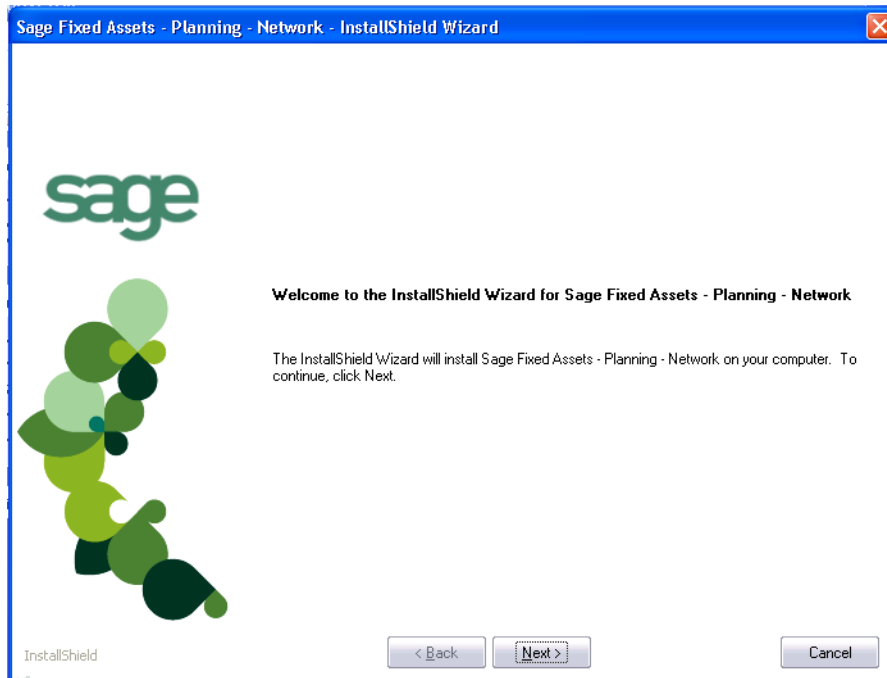 Sage Fixed Assets - Planning - Network - InstallShield Wizard
sage
Welcome to the InstallShield Wizard for Sage Fixed Assets - Planning - Network
The InstallShield Wizard will install Sage Fixed Assets - Planning - Network on your computer. To
continue, click Next.
InstallShield
< Back
Next >
Cancel